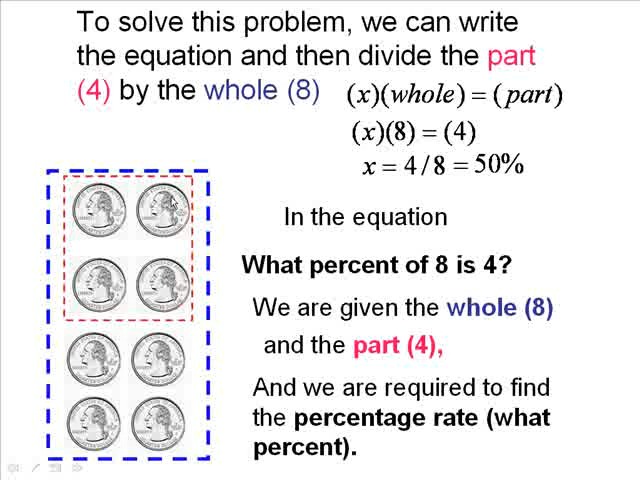 To solve this problem, we can write
the equation and then divide the part
(4) by the whole (8)
(x)(whole) = (part)
(x)(8) = (4)
x = 4 / 8 = 50%
In the equation
What percent of 8 is 4?
We are given the whole (8)
and the part (4),
And we are required to find
the percentage rate (what
percent).